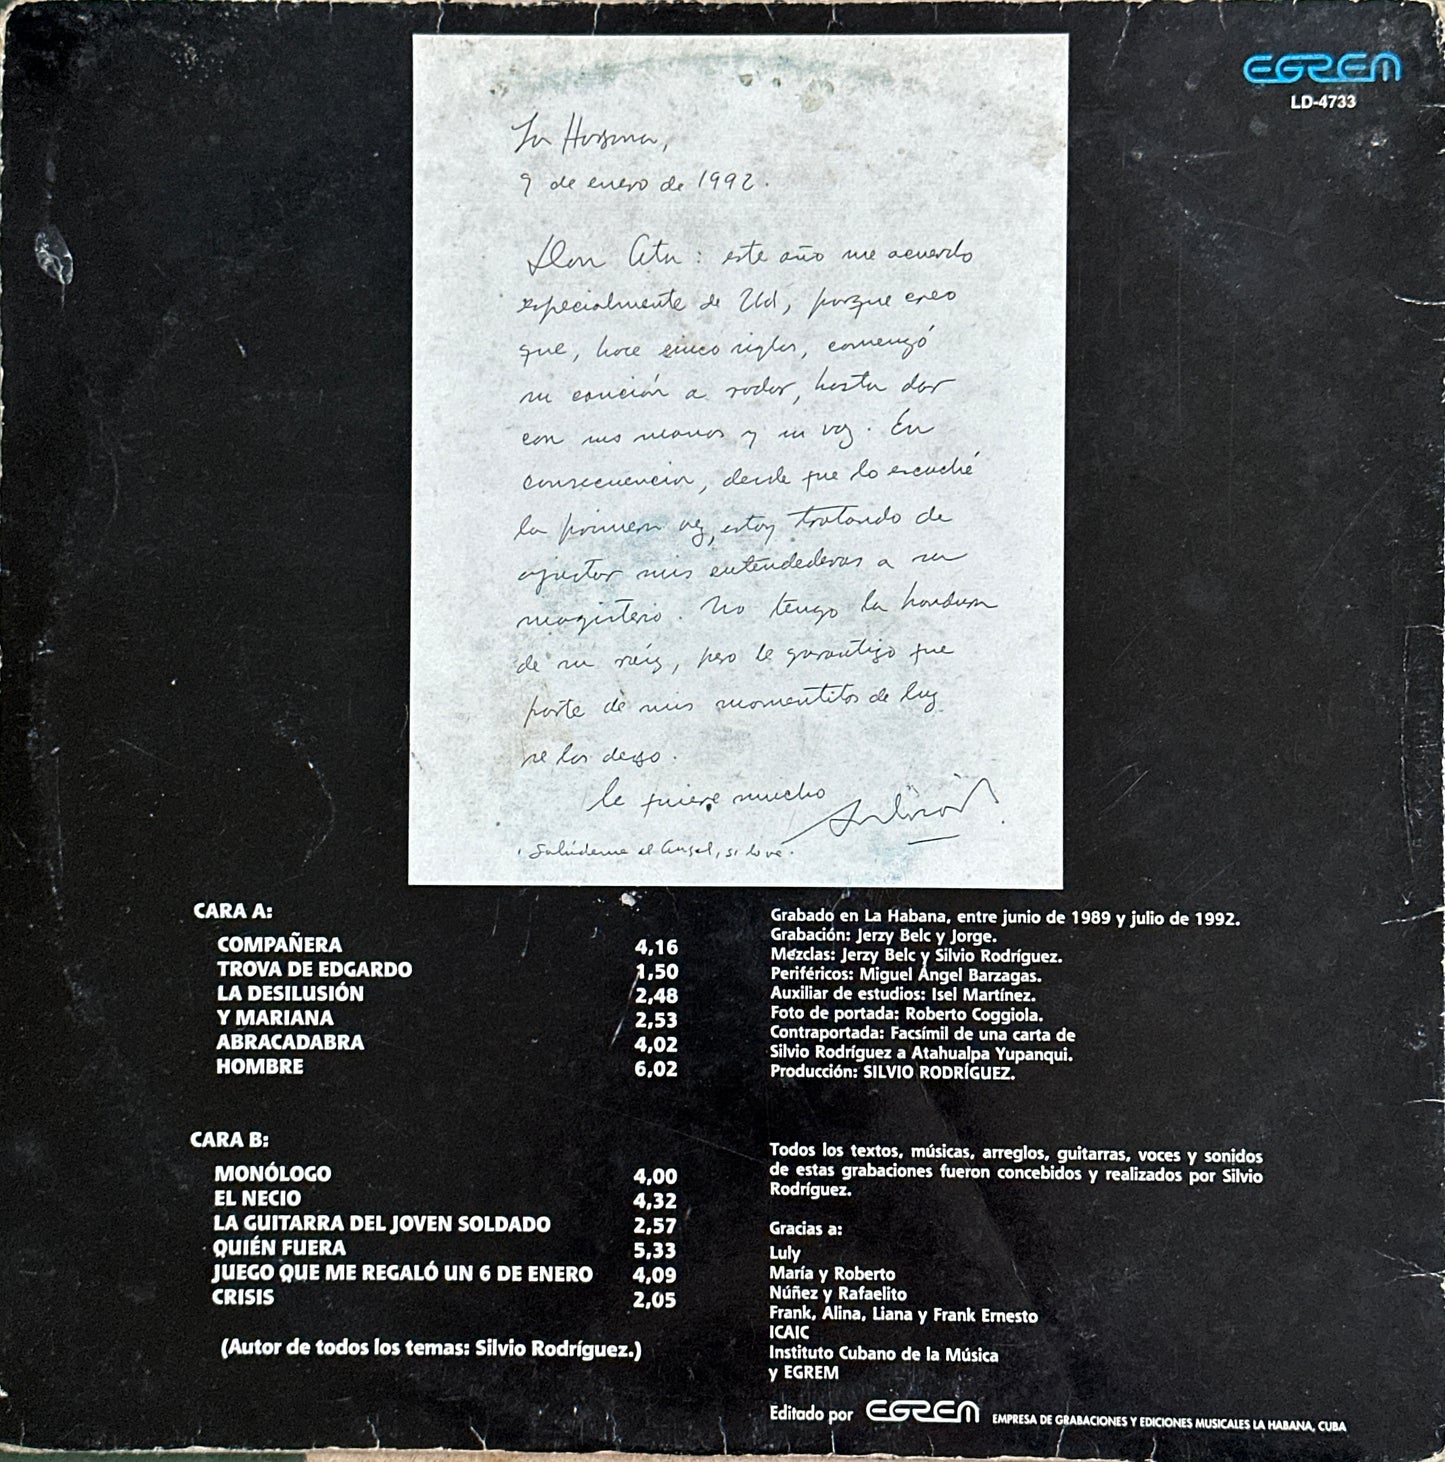 EGREM
LD-4733
La Habana,
9 de enero de 1992.
Don Ata: este año me acuerdo
especialmente de Ud, porque creo
que, hace cinco siglos, comenzó
su canción a rodar, hasta dar
con sus manos y su voz. En
consecuencia, desde que lo escuché
la primera vez, estoy tratando de
ajustar mis entendederas a su
magisterio. No tengo la hondura
de su raíz, pero le garantizo que
parte de mis momentitos de luz
se los debo.
le quiere mucho
Salúdeme al Angel, si lo ve.
CARA A:
COMPAÑERA 4,16
TROVA DE EDGARDO 1,50
LA DESILUSIÓN 2,48
Y MARIANA 2,53
ABRACADABRA 4,02
HOMBRE 6,02
CARA B:
MONÓLOGO 4,00
EL NECIO 4,32
LA GUITARRA DEL JOVEN SOLDADO 2,57
QUIÉN FUERA 5,33
JUEGO QUE ME REGALÓ UN 6 DE ENERO 4,09
CRISIS 2,05
(Autor de todos los temas: Silvio Rodríguez.)
Grabado en La Habana, entre junio de 1989 y julio de 1992.
Grabación: Jerzy Belc y Jorge.
Mezclas: Jerzy Belc y Silvio Rodríguez.
Periféricos: Miguel Ángel Barzagas.
Auxiliar de estudios: Isel Martínez.
Foto de portada: Roberto Coggiola.
Contraportada: Facsímil de una carta de
Silvio Rodríguez a Atahualpa Yupanqui.
Producción: SILVIO RODRÍGUEZ.
Todos los textos, músicas, arreglos, guitarras, voces y sonidos
de estas grabaciones fueron concebidos y realizados por Silvio
Rodríguez.
Gracias a:
Luly
María y Roberto
Núñez y Rafaelito
Frank, Alina, Liana y Frank Ernesto
ICAIC
Instituto Cubano de la Música
y EGREM
Editado por EGREM EMPRESA DE GRABACIONES Y EDICIONES MUSICALES LA HABANA, CUBA